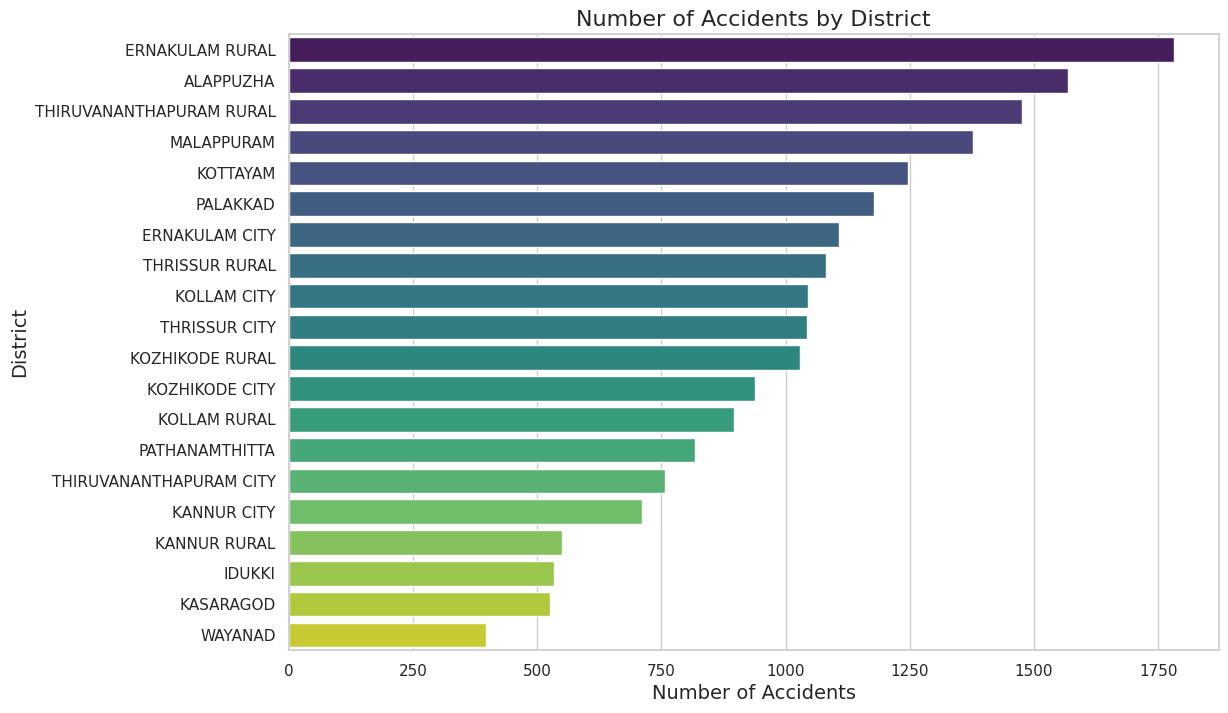 Number of Accidents by District
ERNAKULAM RURAL
ALAPPUZHA
THIRUVANANTHAPURAM RURAL
MALAPPURAM
KOTTAYAM
PALAKKAD
ERNAKULAM CITY
THRISSUR RURAL
KOLLAM CITY
THRISSUR CITY
KOZHIKODE RURAL
KOZHIKODE CITY
KOLLAM RURAL
PATHANAMTHITTA
THIRUVANANTHAPURAM CITY
KANNUR CITY
KANNUR RURAL
IDUKKI
KASARAGOD
WAYANAD
District
0 250 500 750 1000 1250 1500 1750
Number of Accidents